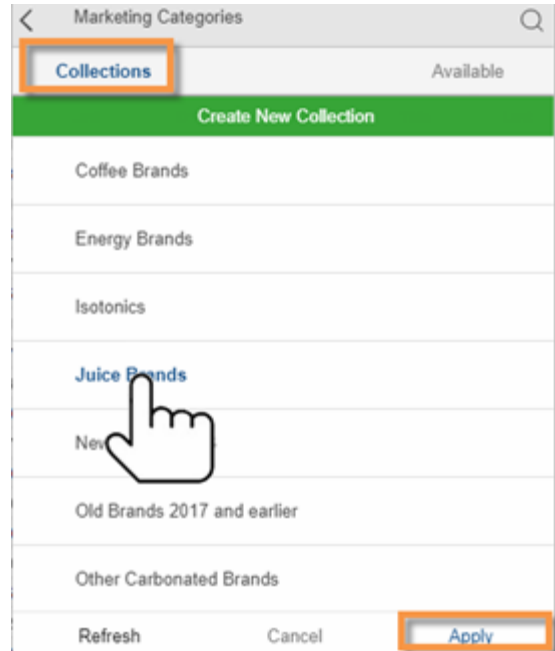 Marketing Categories
Collections
Available
Create New Collection
Coffee Brands
Energy Brands
Isotonics
Juice Brands
Old Brands 2017 and earlier
Other Carbonated Brands
Refresh
Cancel
Apply